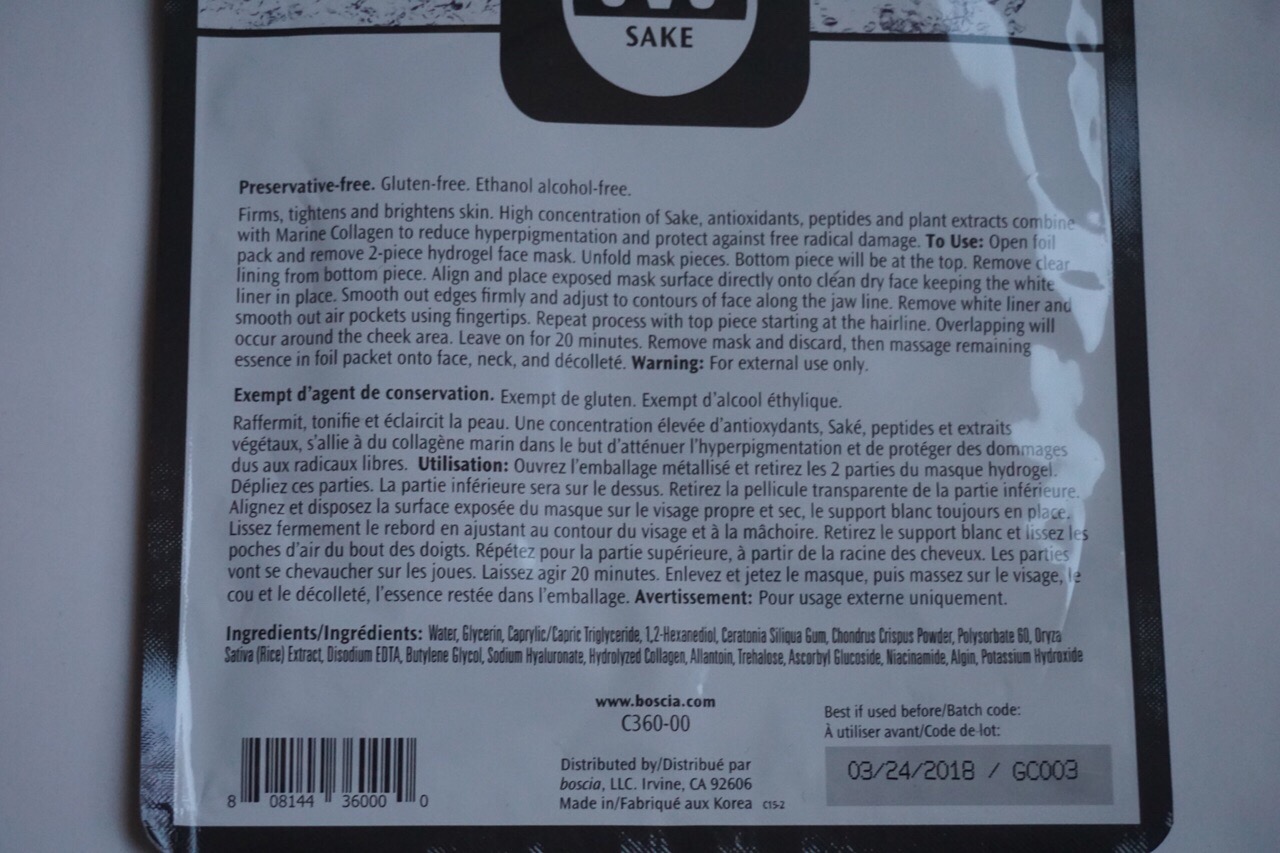 SAKE
Preservative-free. Gluten-free. Ethanol alcohol-free.
Firms, tightens and brightens skin. High concentration of Sake, antioxidants, peptides and plant extracts combine
with Marine Collagen to reduce hyperpigmentation and protect against free radical damage. To Use: Open foil
pack and remove 2-piece hydrogel face mask. Unfold mask pieces. Bottom piece will be at the top. Remove clear
lining from bottom piece. Align and place exposed mask surface directly onto clean dry face keeping the white
liner in place. Smooth out edges firmly and adjust to contours of face along the jaw line. Remove white liner and
smooth out air pockets using fingertips. Repeat process with top piece starting at the hairline. Overlapping will
occur around the cheek area. Leave on for 20 minutes. Remove mask and discard, then massage remaining
essence in foil packet onto face, neck, and décolleté. Warning: For external use only.
Exempt d'agent de conservation. Exempt de gluten. Exempt d'alcool éthylique.
Raffermit, tonifie et éclaircit la peau. Une concentration élevée d'antioxydants, Saké, peptides et extraits
végétaux, s'allie à du collagène marin dans le but d'atténuer l'hyperpigmentation et de protéger des dommages
dus aux radicaux libres. Utilisation: Ouvrez l'emballage métallisé et retirez les 2 parties du masque hydrogel.
Dépliez ces parties. La partie inférieure sera sur le dessus. Retirez la pellicule transparente de la partie inférieure.
Alignez et disposez la surface exposée du masque sur le visage propre et sec, le support blanc toujours en place.
Lissez fermement le rebord en ajustant au contour du visage et à la mâchoire. Retirez le support blanc et lissez les
poches d'air du bout des doigts. Répétez pour la partie supérieure, à partir de la racine des cheveux. Les parties
vont se chevaucher sur les joues. Laissez agir 20 minutes. Enlevez et jetez le masque, puis massez sur le visage, le
cou et le décolleté, l'essence restée dans l'emballage. Avertissement: Pour usage externe uniquement.
Ingredients/Ingrédients: Water, Glycerin, Caprylic/Capric Triglyceride, 1,2-Hexanediol, Ceratonia Siliqua Gum, Chondrus Crispus Powder, Polysorbate 60, Oryza
Sativa (Rice) Extract, Disodium EDTA, Butylene Glycol, Sodium Hyaluronate, Hydrolyzed Collagen, Allantoin, Trehalose, Ascorbyl Glucoside, Niacinamide, Algin, Potassium Hydroxide
www.boscia.com
C360-00
Distributed by/Distribué par
boscia, LLC. Irvine, CA 92606
Made in/Fabriqué aux Korea C15-2
Best if used before/Batch code:
À utiliser avant/Code de lot:
03/24/2018 / GC003
8 08144 36000 0